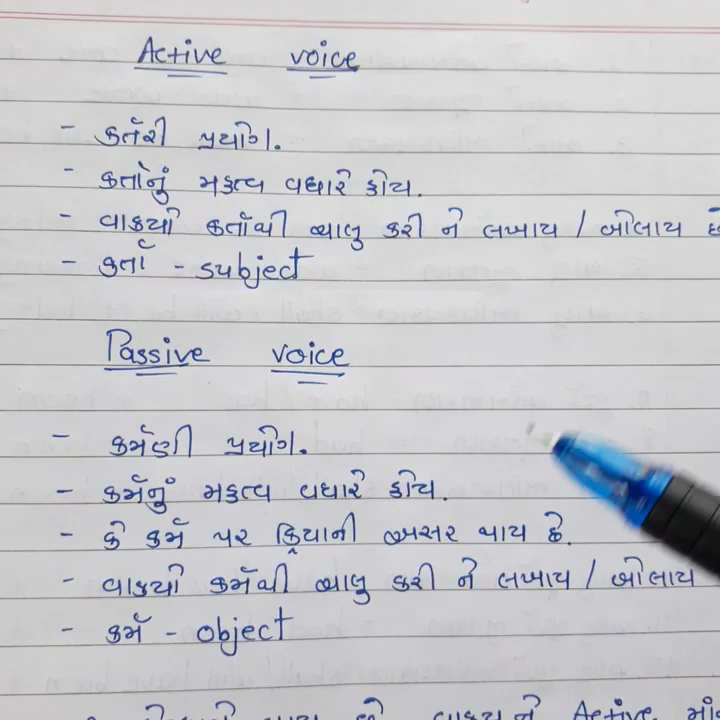 Active voice
- કર્તરી પ્રયોગ.
- કર્તાનું મહત્વ વધારે હોય.
- વાક્યો કર્તાથી ચાલુ કરી ને લખાય / બોલાય છે
- કર્તા - subject
Passive voice
- કર્મણી પ્રયોગ.
- કર્મનું મહત્વ વધારે હોય.
- કે કર્મ પર ક્રિયાની અસર થાય છે.
- વાક્યો કર્મથી ચાલુ કરી ને લખાય / બોલાય
- કર્મ - object
વાક્ય ને Active માં